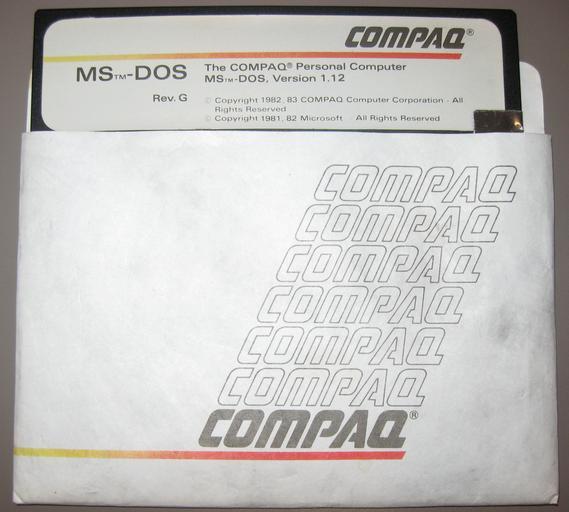 COMPAQ®
MS™-DOS
The COMPAQ® Personal Computer
MS™-DOS, Version 1.12
Rev. G
© Copyright 1982, 83 COMPAQ Computer Corporation - All
Rights Reserved
© Copyright 1981, 82 Microsoft - All Rights Reserved
COMPAQ
COMPAQ
COMPAQ
COMPAQ
COMPAQ
COMPAQ
COMPAQ®